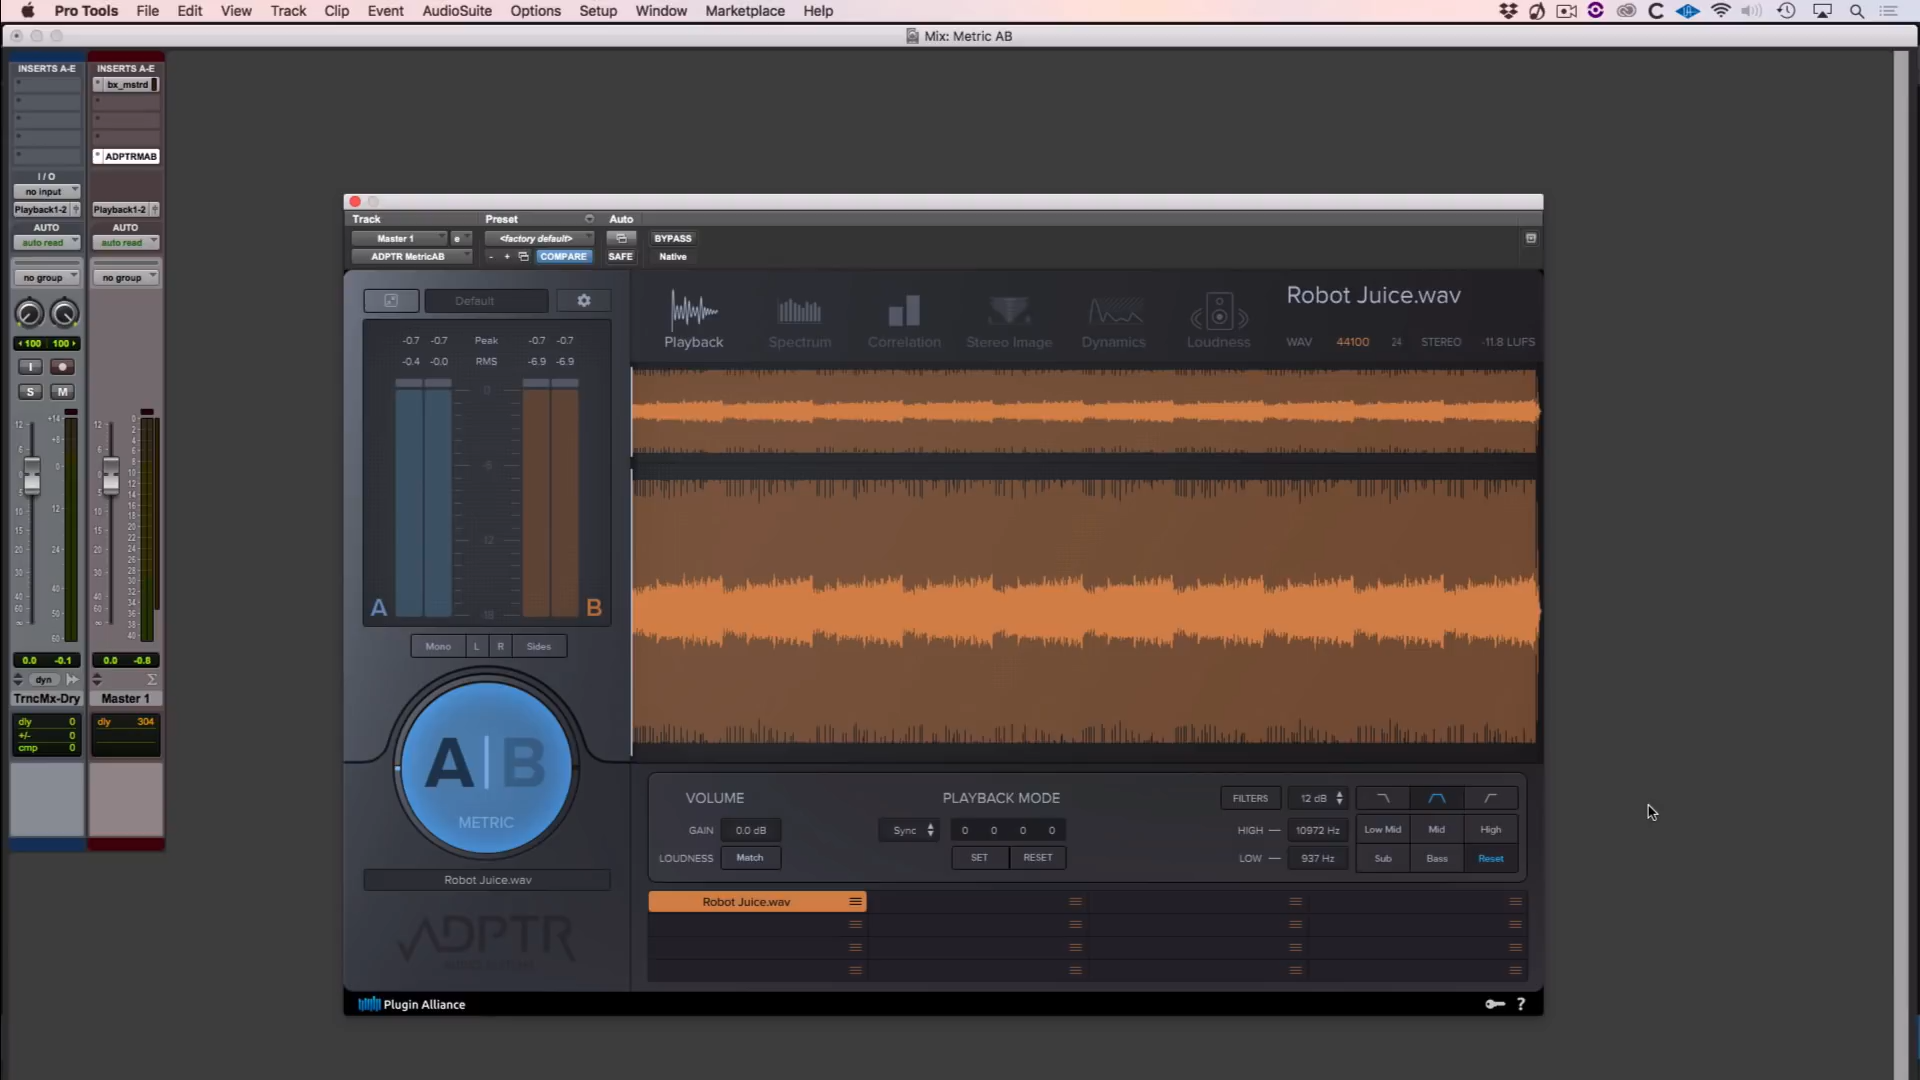 Pro Tools File Edit View Track Clip Event AudioSuite Options Setup Window Marketplace Help
Mix: Metric AB
INSERTS A-E INSERTS A-E
bx_mstrd
ADPTRMAB
I / O
no input
Playback1-2 Playback1-2
AUTO AUTO
auto read auto read
no group no group
100 100
I
S M
0.0 -0.1 0.0 -0.8
dyn Σ
TrncMx-Dry Master 1
dly 0 dly 304
+/- 0
cmp 0
Track Preset Auto
Master 1 e <factory default> BYPASS
ADPTR MetricAB - + COMPARE SAFE Native
Default
-0.7 -0.7 Peak -0.7 -0.7
-0.4 -0.0 RMS -6.9 -6.9
0
-6
-12
-18
A B
Mono L R Sides
A|B
METRIC
Robot Juice.wav
ADPTR
Playback Spectrum Correlation Stereo Image Dynamics Loudness
Robot Juice.wav
WAV 44100 24 STEREO -11.8 LUFS
VOLUME PLAYBACK MODE FILTERS 12 dB
GAIN 0.0 dB Sync 0 0 0 0 HIGH 10972 Hz Low Mid Mid High
LOUDNESS Match SET RESET LOW 937 Hz Sub Bass Reset
Robot Juice.wav
Plugin Alliance ?